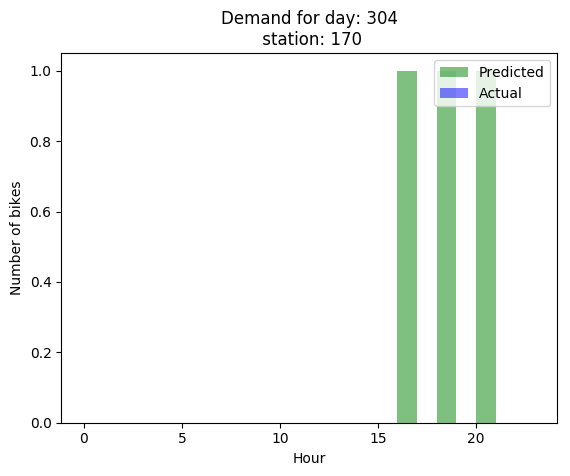 Demand for day: 304
station: 170
Predicted
Actual
1.0
0.8
0.6
0.4
0.2
0.0
Number of bikes
0
5
10
15
20
Hour